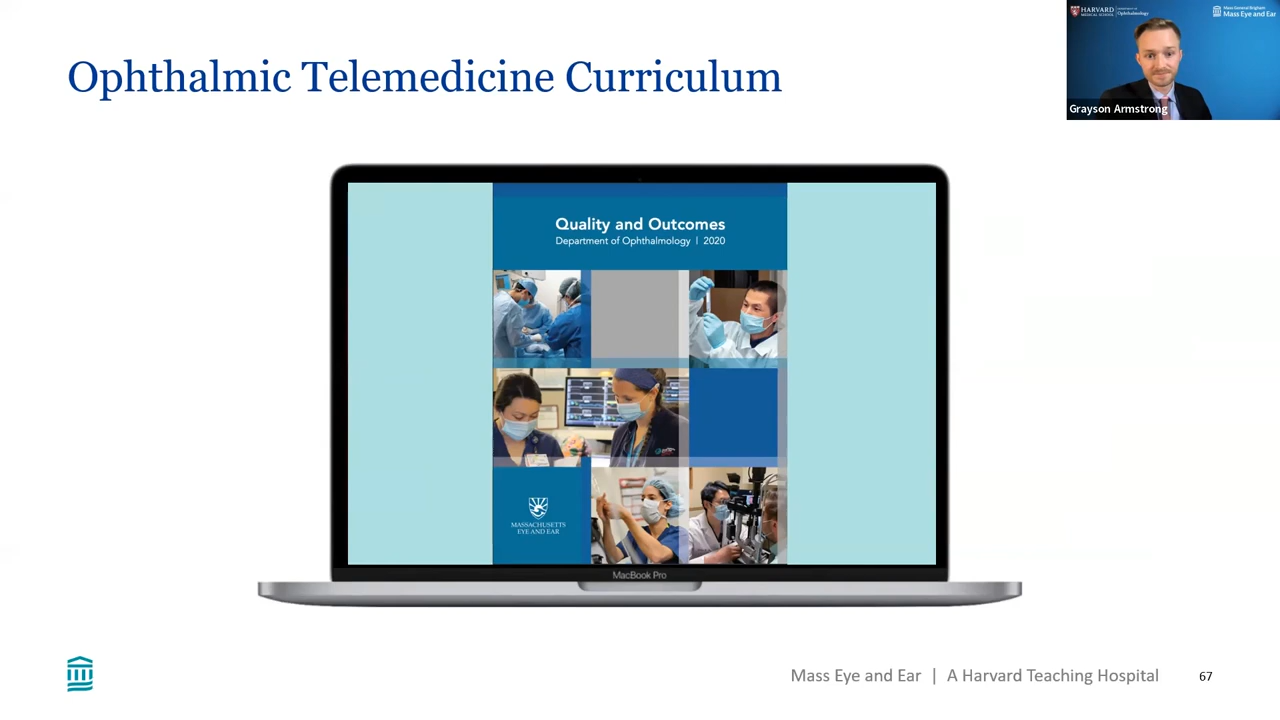 Ophthalmic Telemedicine Curriculum
HARVARD
MEDICAL SCHOOL
Ophthalmology
Mass General Brigham
Mass Eye and Ear
Grayson Armstrong
Quality and Outcomes
Department of Ophthalmology | 2020
MASSACHUSETTS
EYE AND EAR
MacBook Pro
Mass Eye and Ear | A Harvard Teaching Hospital
67